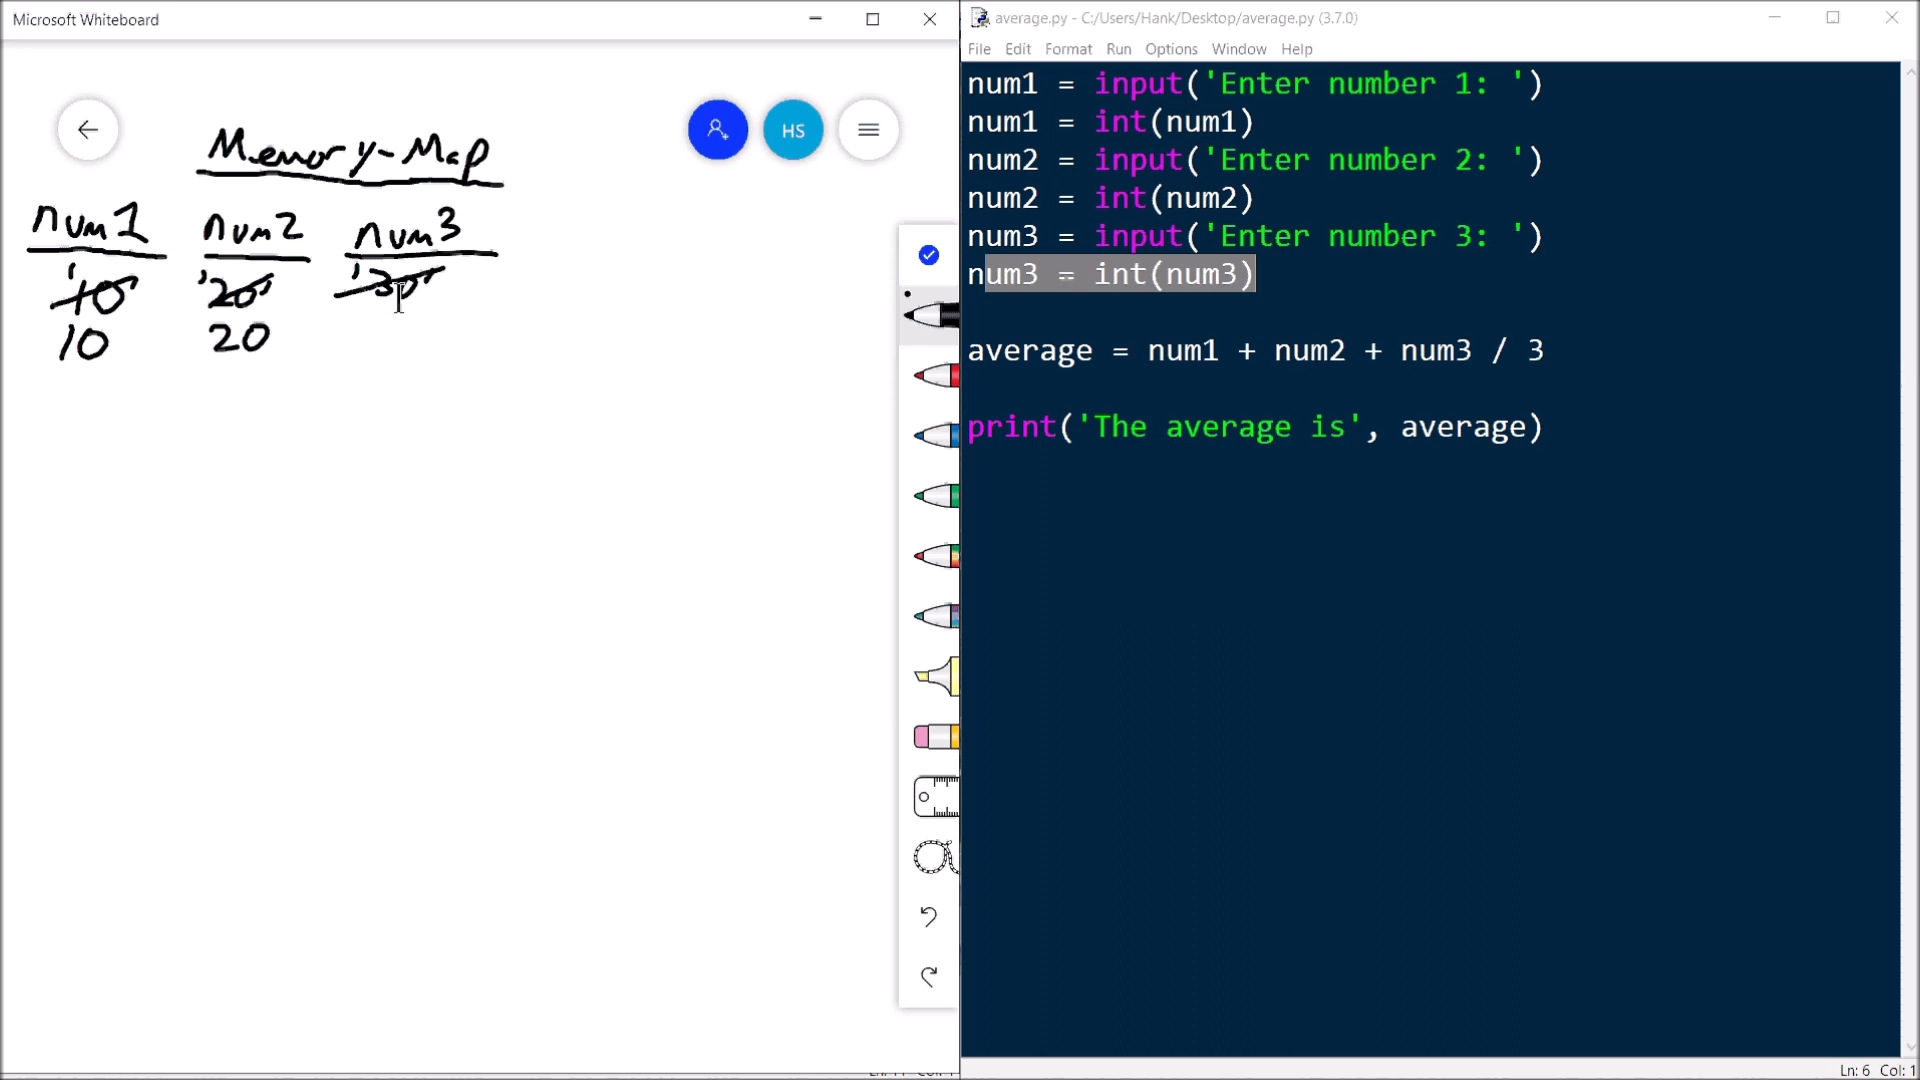 Microsoft Whiteboard
HS
Memory-Map
num1 num2 num3
'10' '20' '30'
10 20
average.py - C:/Users/Hank/Desktop/average.py (3.7.0)
File Edit Format Run Options Window Help
num1 = input('Enter number 1: ')
num1 = int(num1)
num2 = input('Enter number 2: ')
num2 = int(num2)
num3 = input('Enter number 3: ')
num3 = int(num3)
average = num1 + num2 + num3 / 3
print('The average is', average)
Ln: 6 Col: 1